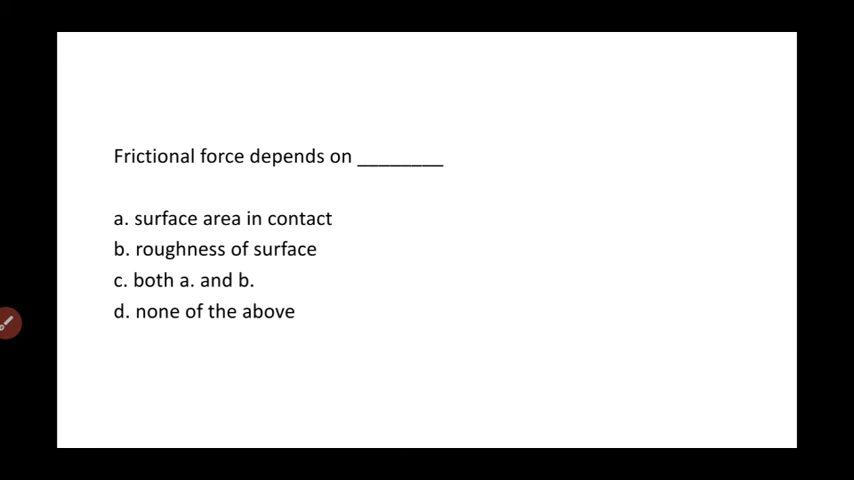 Frictional force depends on ________
a. surface area in contact
b. roughness of surface
c. both a. and b.
d. none of the above